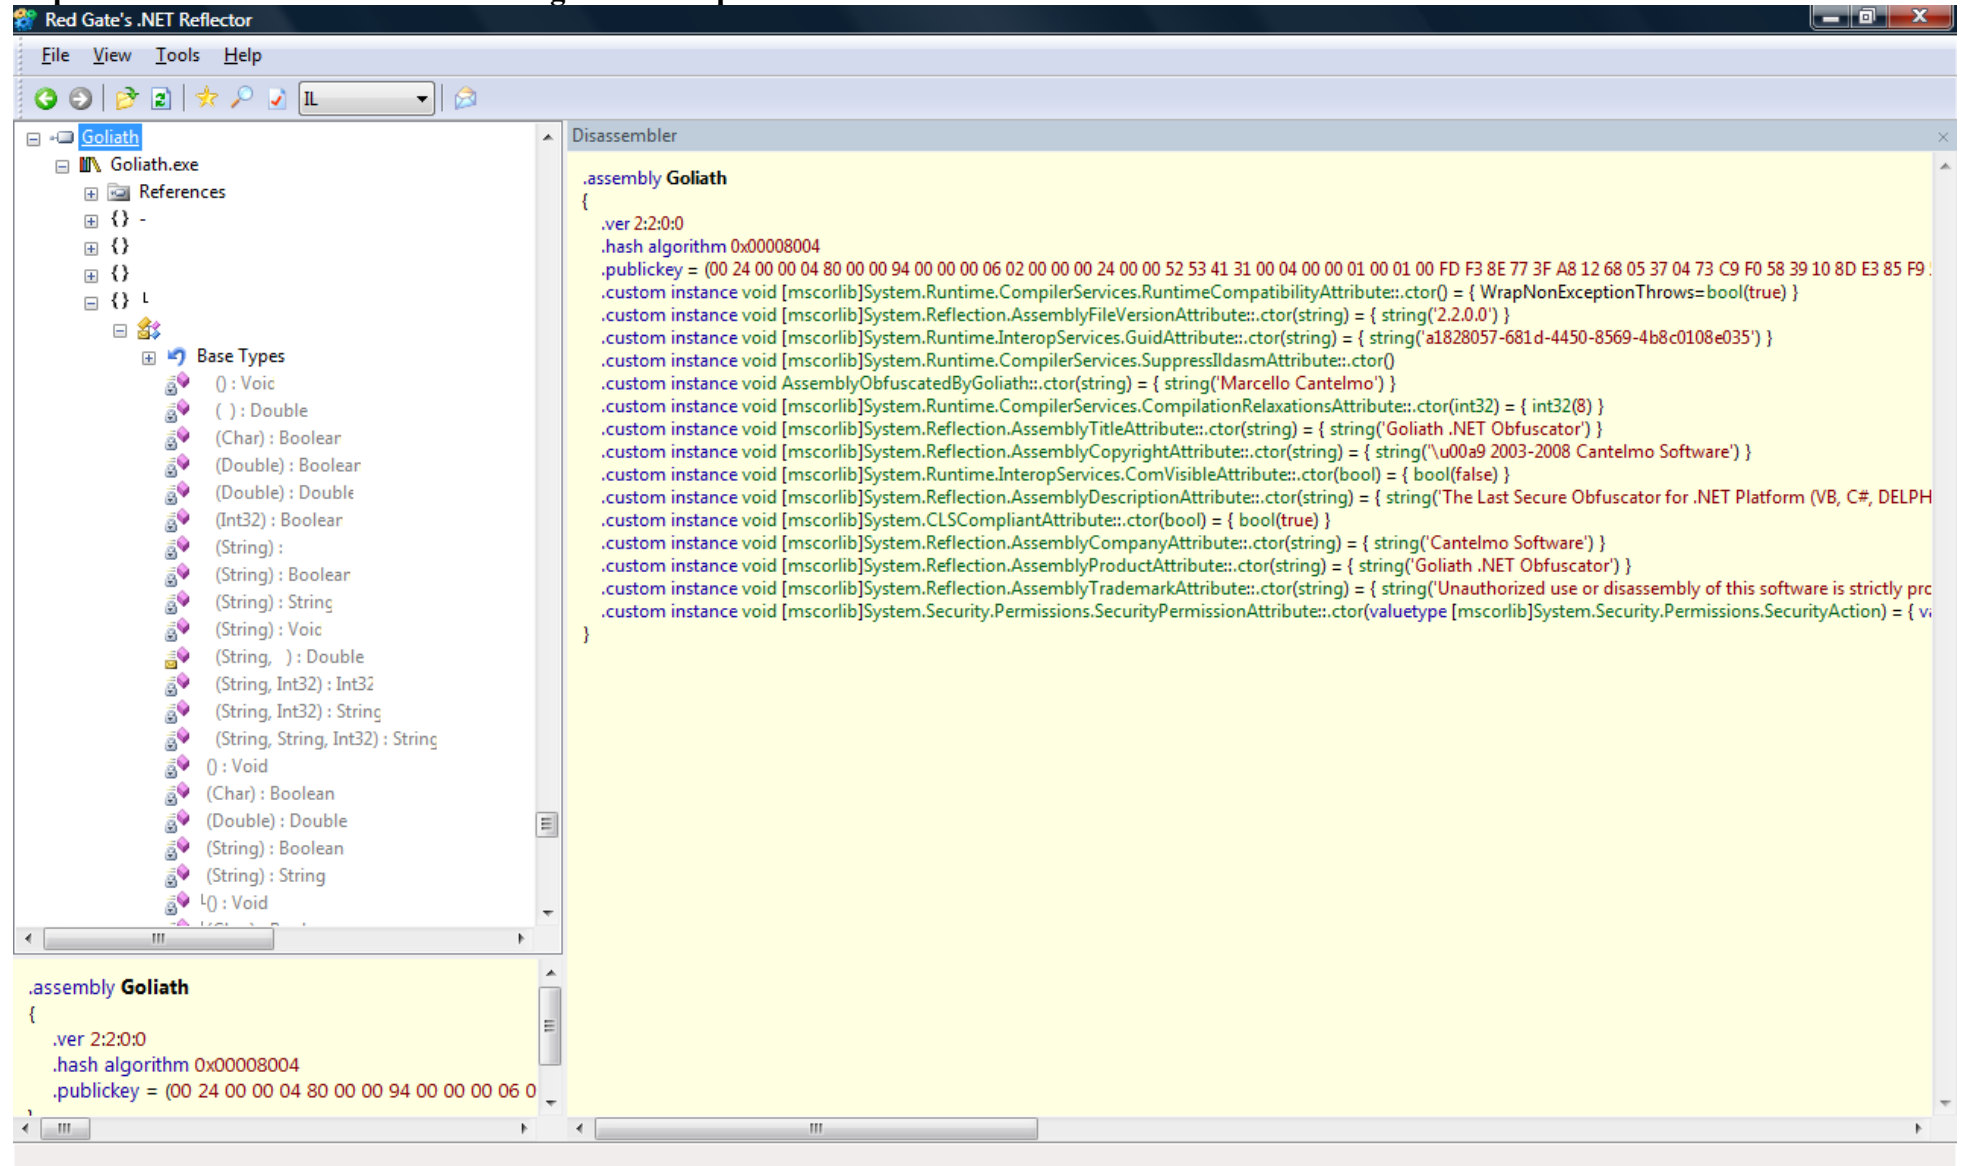 Red Gate's .NET Reflector
File View Tools Help
IL
Goliath
Goliath.exe
References
{} -
{}
{}
{} └
Base Types
() : Void
( ) : Double
(Char) : Boolean
(Double) : Boolean
(Double) : Double
(Int32) : Boolean
(String) :
(String) : Boolean
(String) : String
(String) : Void
(String, ) : Double
(String, Int32) : Int32
(String, Int32) : String
(String, String, Int32) : String
() : Void
(Char) : Boolean
(Double) : Double
(String) : Boolean
(String) : String
└() : Void
.assembly Goliath
{
.ver 2:2:0:0
.hash algorithm 0x00008004
.publickey = (00 24 00 00 04 80 00 00 94 00 00 00 06 0
Disassembler
.assembly Goliath
{
.ver 2:2:0:0
.hash algorithm 0x00008004
.publickey = (00 24 00 00 04 80 00 00 94 00 00 00 06 02 00 00 00 24 00 00 52 53 41 31 00 04 00 00 01 00 01 00 FD F3 8E 77 3F A8 12 68 05 37 04 73 C9 F0 58 39 10 8D E3 85 F9
.custom instance void [mscorlib]System.Runtime.CompilerServices.RuntimeCompatibilityAttribute::.ctor() = { WrapNonExceptionThrows=bool(true) }
.custom instance void [mscorlib]System.Reflection.AssemblyFileVersionAttribute::.ctor(string) = { string('2.2.0.0') }
.custom instance void [mscorlib]System.Runtime.InteropServices.GuidAttribute::.ctor(string) = { string('a1828057-681d-4450-8569-4b8c0108e035') }
.custom instance void [mscorlib]System.Runtime.CompilerServices.SuppressIldasmAttribute::.ctor()
.custom instance void AssemblyObfuscatedByGoliath::.ctor(string) = { string('Marcello Cantelmo') }
.custom instance void [mscorlib]System.Runtime.CompilerServices.CompilationRelaxationsAttribute::.ctor(int32) = { int32(8) }
.custom instance void [mscorlib]System.Reflection.AssemblyTitleAttribute::.ctor(string) = { string('Goliath .NET Obfuscator') }
.custom instance void [mscorlib]System.Reflection.AssemblyCopyrightAttribute::.ctor(string) = { string('\u00a9 2003-2008 Cantelmo Software') }
.custom instance void [mscorlib]System.Runtime.InteropServices.ComVisibleAttribute::.ctor(bool) = { bool(false) }
.custom instance void [mscorlib]System.Reflection.AssemblyDescriptionAttribute::.ctor(string) = { string('The Last Secure Obfuscator for .NET Platform (VB, C#, DELPH
.custom instance void [mscorlib]System.CLSCompliantAttribute::.ctor(bool) = { bool(true) }
.custom instance void [mscorlib]System.Reflection.AssemblyCompanyAttribute::.ctor(string) = { string('Cantelmo Software') }
.custom instance void [mscorlib]System.Reflection.AssemblyProductAttribute::.ctor(string) = { string('Goliath .NET Obfuscator') }
.custom instance void [mscorlib]System.Reflection.AssemblyTrademarkAttribute::.ctor(string) = { string('Unauthorized use or disassembly of this software is strictly pro
.custom instance void [mscorlib]System.Security.Permissions.SecurityPermissionAttribute::.ctor(valuetype [mscorlib]System.Security.Permissions.SecurityAction) = { v
}